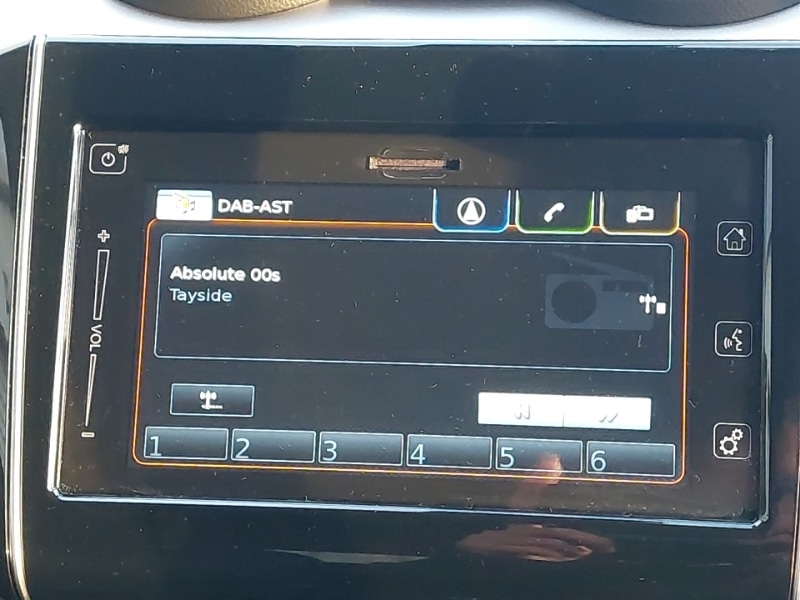 DAB-AST
Absolute 00s
Tayside
+
VOL
-
1 2 3 4 5 6